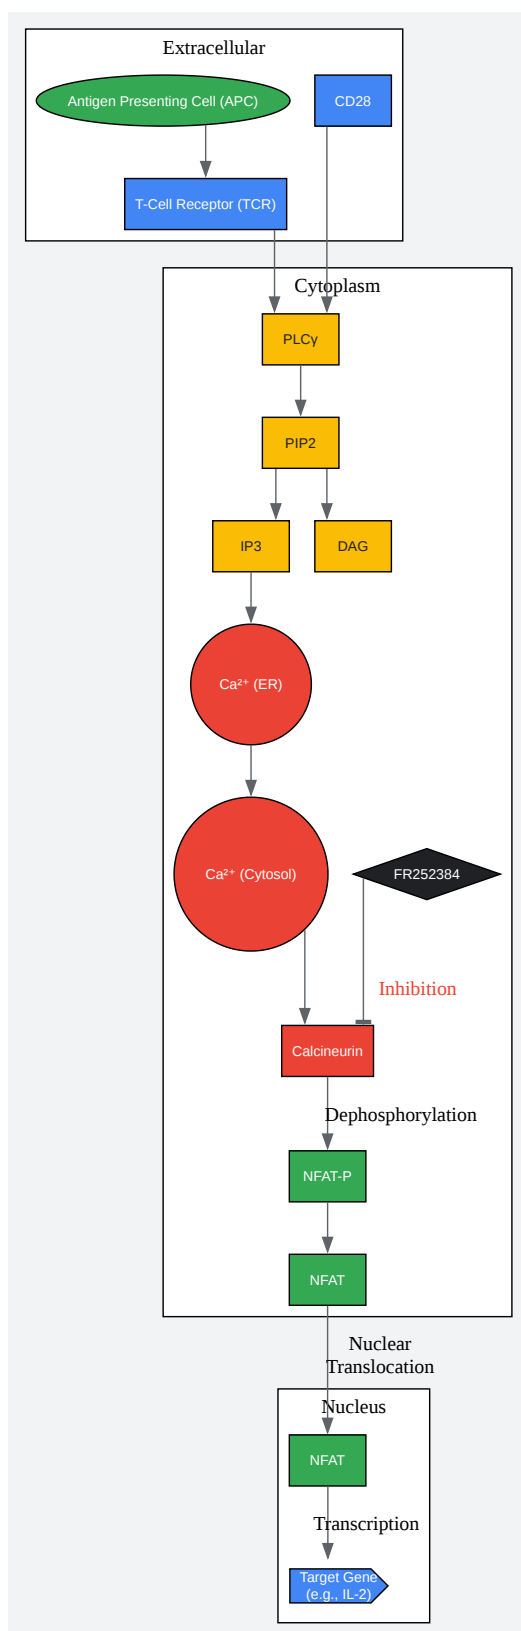 Extracellular
Antigen Presenting Cell (APC)
CD28
T-Cell Receptor (TCR)
Cytoplasm
PLCγ
PIP2
IP3
DAG
Ca²⁺ (ER)
Ca²⁺ (Cytosol)
FR252384
Inhibition
Calcineurin
Dephosphorylation
NFAT-P
NFAT
Nuclear
Translocation
Nucleus
NFAT
Transcription
Target Gene
(e.g., IL-2)